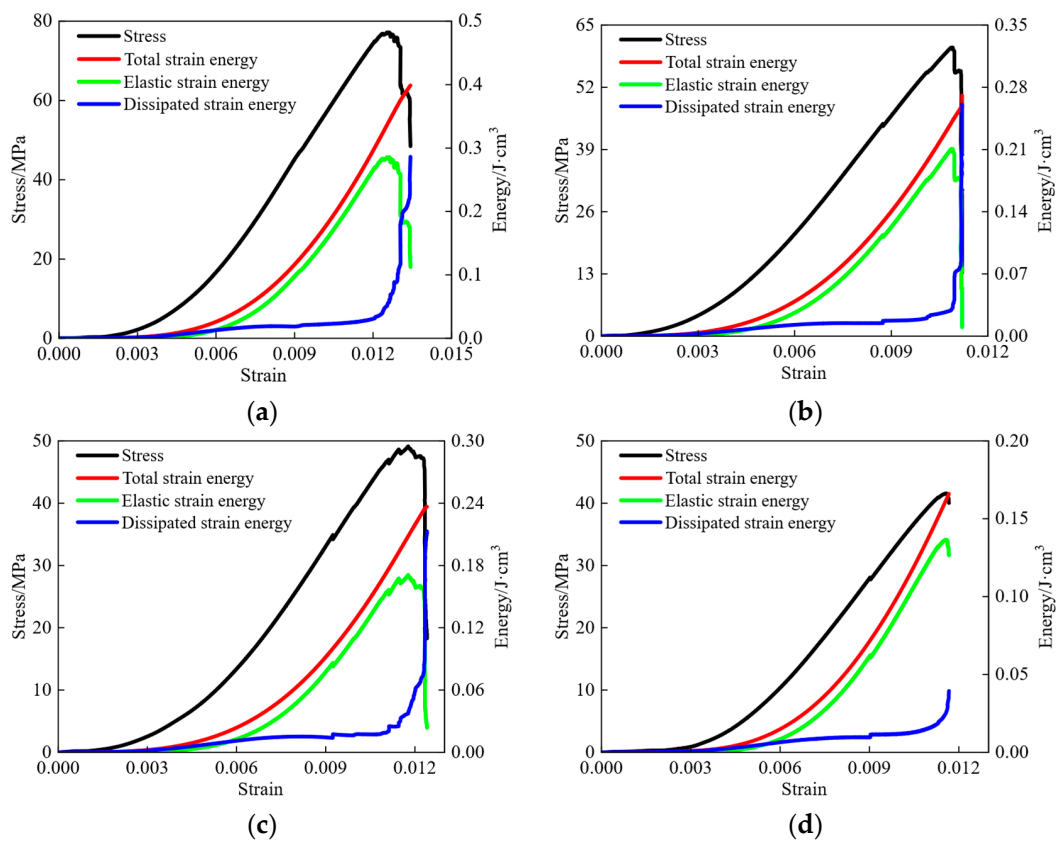 80
60
40
20
0
Stress/MPa
Stress
Total strain energy
Elastic strain energy
Dissipated strain energy
0.5
0.4
0.3
0.2
0.1
0.0
Energy/J·cm³
0.000 0.003 0.006 0.009 0.012 0.015
Strain
(a)
65
52
39
26
13
0
Stress/MPa
Stress
Total strain energy
Elastic strain energy
Dissipated strain energy
0.35
0.28
0.21
0.14
0.07
0.00
Energy/J·cm³
0.000 0.003 0.006 0.009 0.012
Strain
(b)
50
40
30
20
10
0
Stress/MPa
Stress
Total strain energy
Elastic strain energy
Dissipated strain energy
0.30
0.24
0.18
0.12
0.06
0.00
Energy/J·cm³
0.000 0.003 0.006 0.009 0.012
Strain
(c)
50
40
30
20
10
0
Stress/MPa
Stress
Total strain energy
Elastic strain energy
Dissipated strain energy
0.20
0.15
0.10
0.05
0.00
Energy/J·cm³
0.000 0.003 0.006 0.009 0.012
Strain
(d)